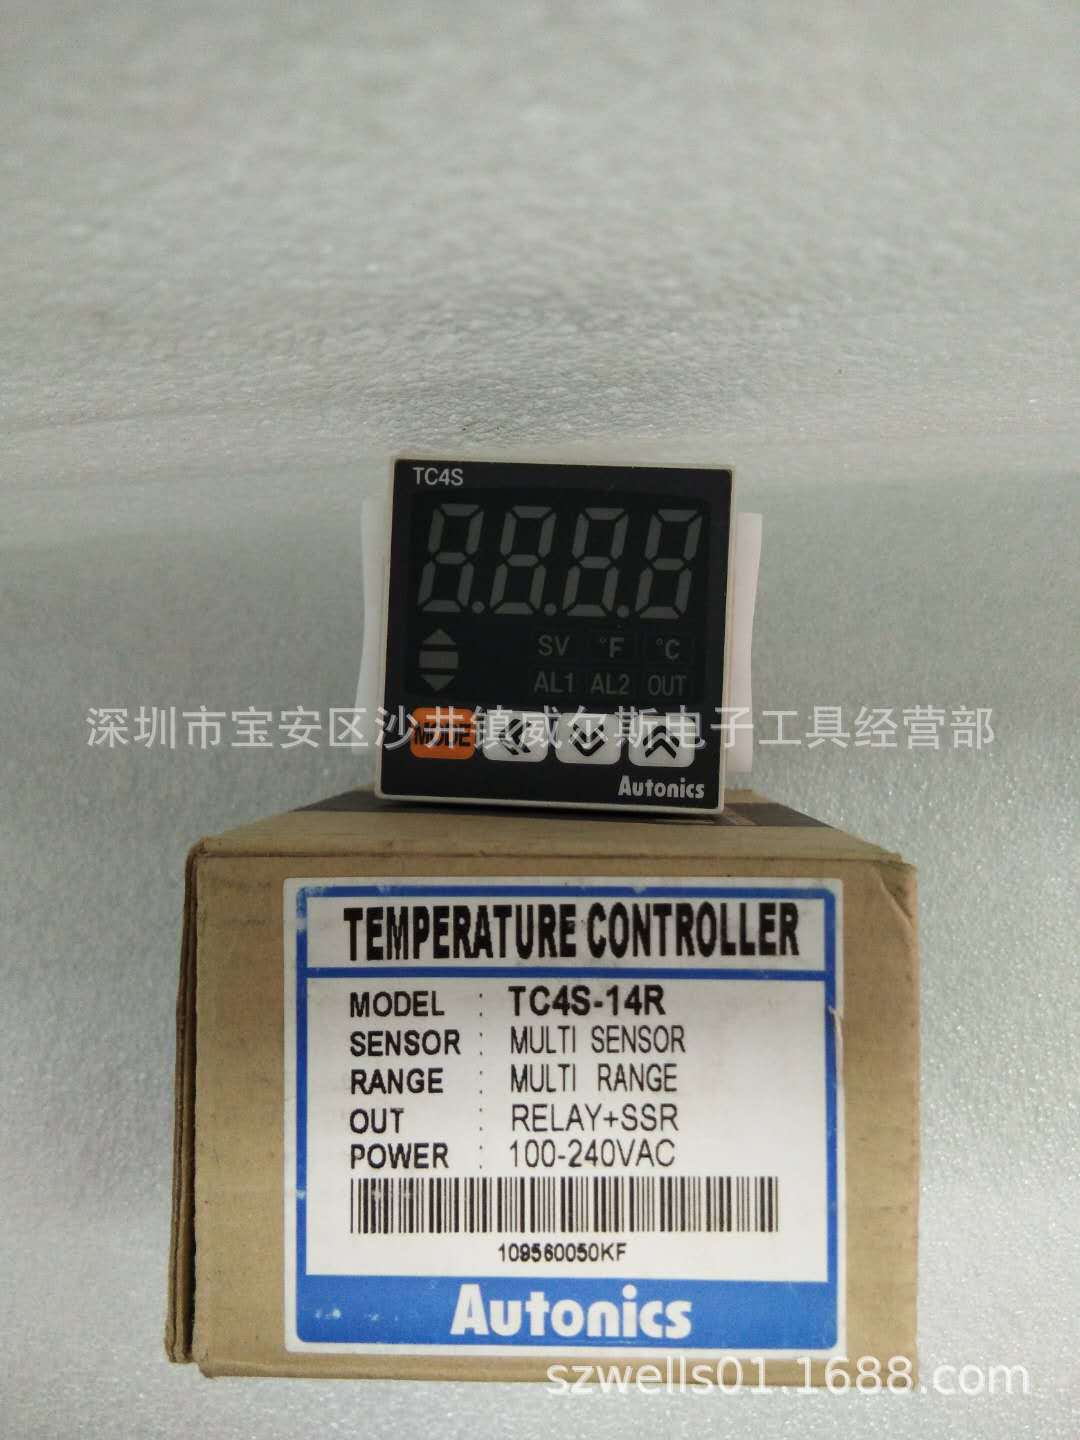 TC4S
8.8.8.8
SV °F °C
AL1 AL2 OUT
深圳市宝安区沙井镇威尔斯电子工具经营部
MODE
Autonics
TEMPERATURE CONTROLLER
MODEL : TC4S-14R
SENSOR : MULTI SENSOR
RANGE : MULTI RANGE
OUT : RELAY+SSR
POWER : 100-240VAC
109560050KF
Autonics
szwells01.1688.com